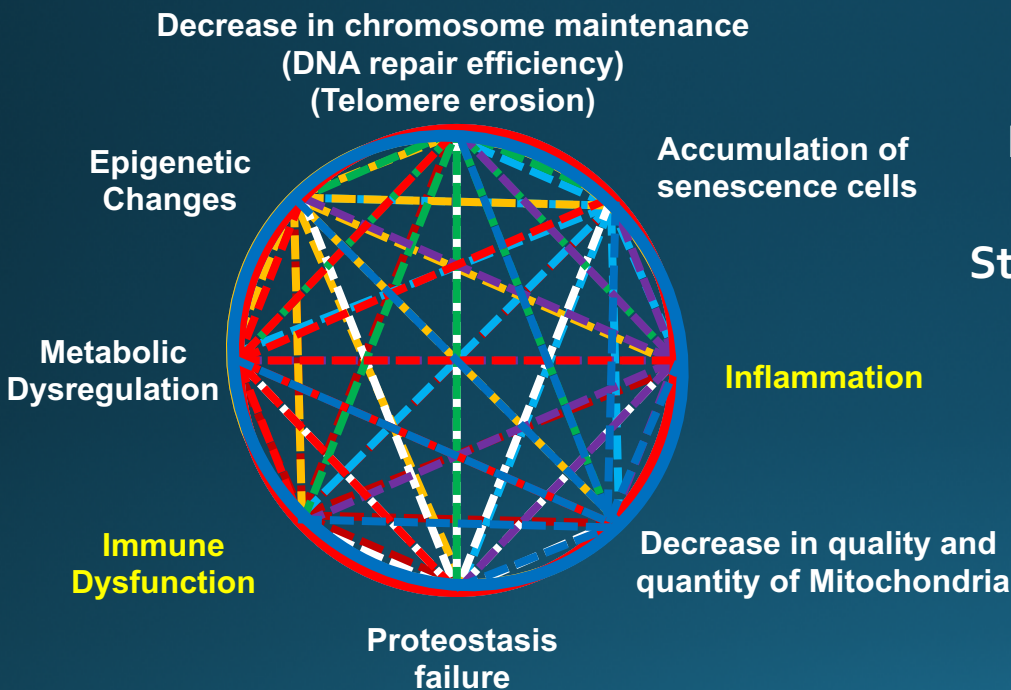 Decrease in chromosome maintenance
(DNA repair efficiency)
(Telomere erosion)
Epigenetic
Changes
Accumulation of
senescence cells
St
Metabolic
Dysregulation
Inflammation
Immune
Dysfunction
Decrease in quality and
quantity of Mitochondria
Proteostasis
failure